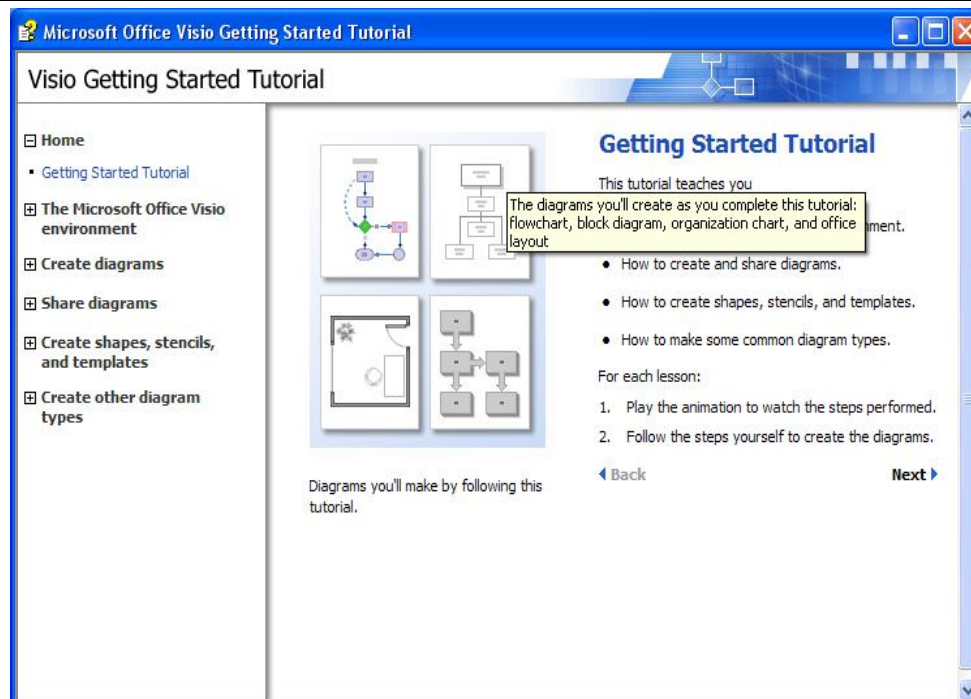 Microsoft Office Visio Getting Started Tutorial
Visio Getting Started Tutorial
Home
Getting Started Tutorial
The Microsoft Office Visio
environment
Create diagrams
Share diagrams
Create shapes, stencils,
and templates
Create other diagram
types
Diagrams you'll make by following this
tutorial.
Getting Started Tutorial
This tutorial teaches you
The diagrams you'll create as you complete this tutorial:
flowchart, block diagram, organization chart, and office
layout
• How to create and share diagrams.
• How to create shapes, stencils, and templates.
• How to make some common diagram types.
For each lesson:
1. Play the animation to watch the steps performed.
2. Follow the steps yourself to create the diagrams.
Back Next